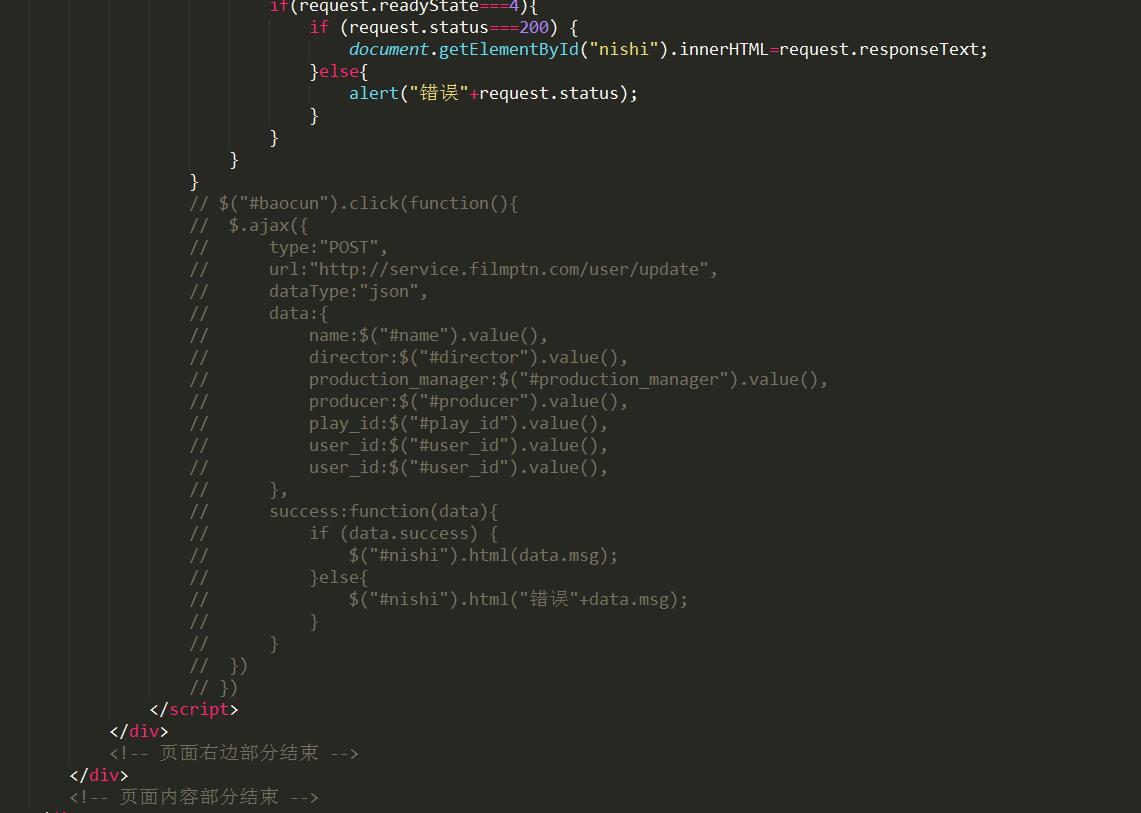 if(request.readyState===4){
if (request.status===200) {
document.getElementById("nishi").innerHTML=request.responseText;
}else{
alert("错误"+request.status);
}
}
}
}
// $("#baocun").click(function(){
// $.ajax({
// type:"POST",
// url:"http://service.filmptn.com/user/update",
// dataType:"json",
// data:{
// name:$("#name").value(),
// director:$("#director").value(),
// production_manager:$("#production_manager").value(),
// producer:$("#producer").value(),
// play_id:$("#play_id").value(),
// user_id:$("#user_id").value(),
// user_id:$("#user_id").value(),
// },
// success:function(data){
// if (data.success) {
// $("#nishi").html(data.msg);
// }else{
// $("#nishi").html("错误"+data.msg);
// }
// }
// })
// })
</script>
</div>
<!-- 页面右边部分结束 -->
</div>
<!-- 页面内容部分结束 -->